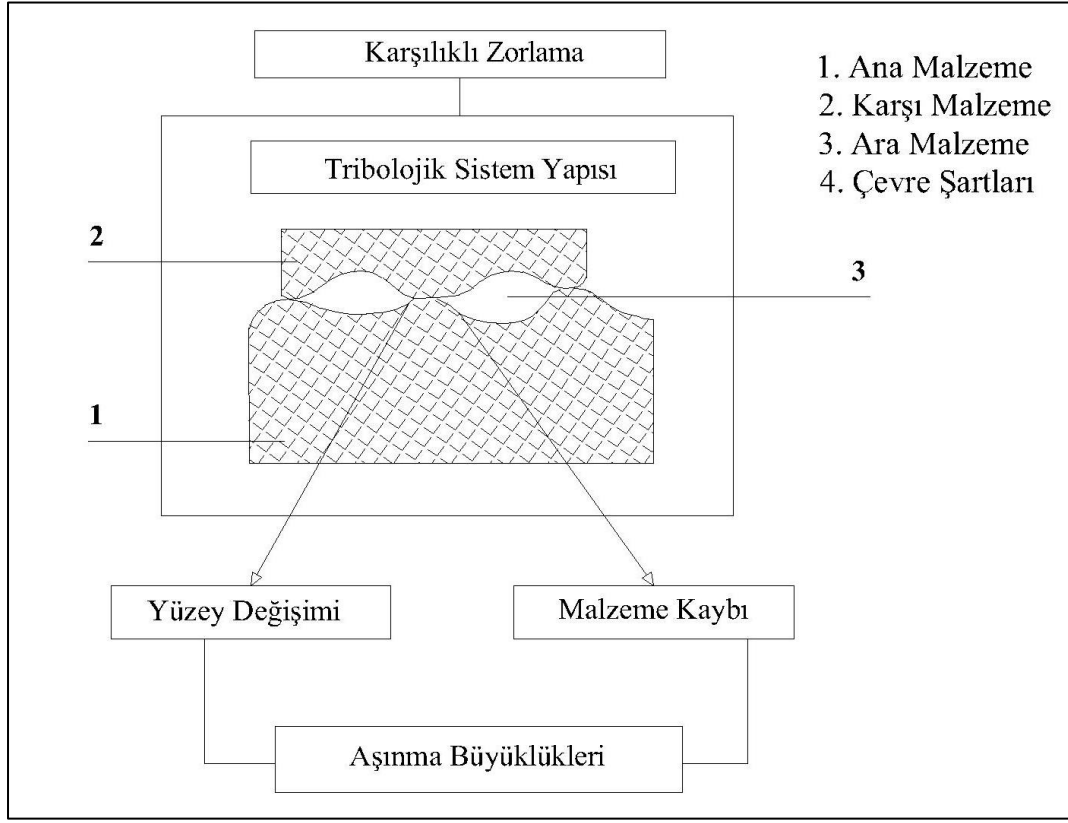 Karşılıklı Zorlama
1. Ana Malzeme
2. Karşı Malzeme
3. Ara Malzeme
4. Çevre Şartları
Tribolojik Sistem Yapısı
2
3
1
Yüzey Değişimi
Malzeme Kaybı
Aşınma Büyüklükleri